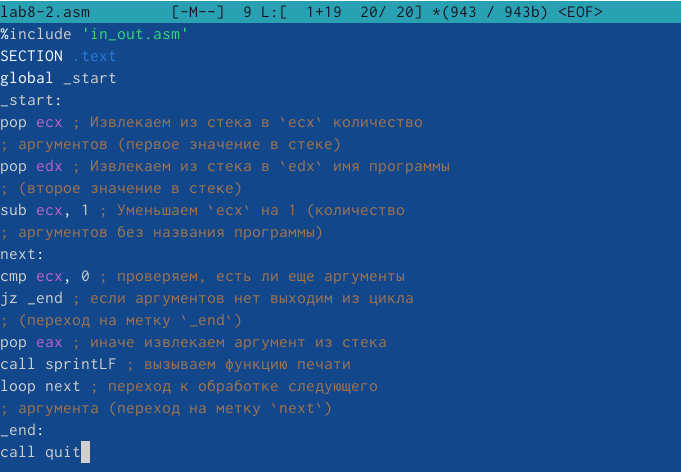 lab8-2.asm [-M--] 9 L:[ 1+19 20/ 20] *(943 / 943b) <EOF>
%include 'in_out.asm'
SECTION .text
global _start
_start:
pop ecx ; Извлекаем из стека в `ecx` количество
; аргументов (первое значение в стеке)
pop edx ; Извлекаем из стека в `edx` имя программы
; (второе значение в стеке)
sub ecx, 1 ; Уменьшаем `ecx` на 1 (количество
; аргументов без названия программы)
next:
cmp ecx, 0 ; проверяем, есть ли еще аргументы
jz _end ; если аргументов нет выходим из цикла
; (переход на метку `_end`)
pop eax ; иначе извлекаем аргумент из стека
call sprintLF ; вызываем функцию печати
loop next ; переход к обработке следующего
; аргумента (переход на метку `next`)
_end:
call quit